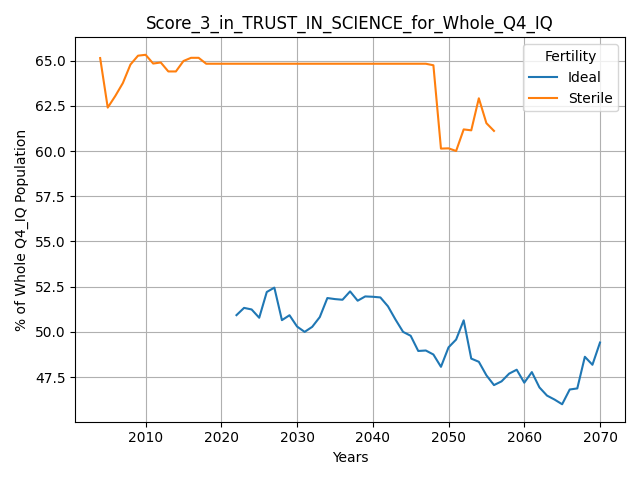 Score_3_in_TRUST_IN_SCIENCE_for_Whole_Q4_IQ
% of Whole Q4_IQ Population
65.0
62.5
60.0
57.5
55.0
52.5
50.0
47.5
Fertility
Ideal
Sterile
2010 2020 2030 2040 2050 2060 2070
Years